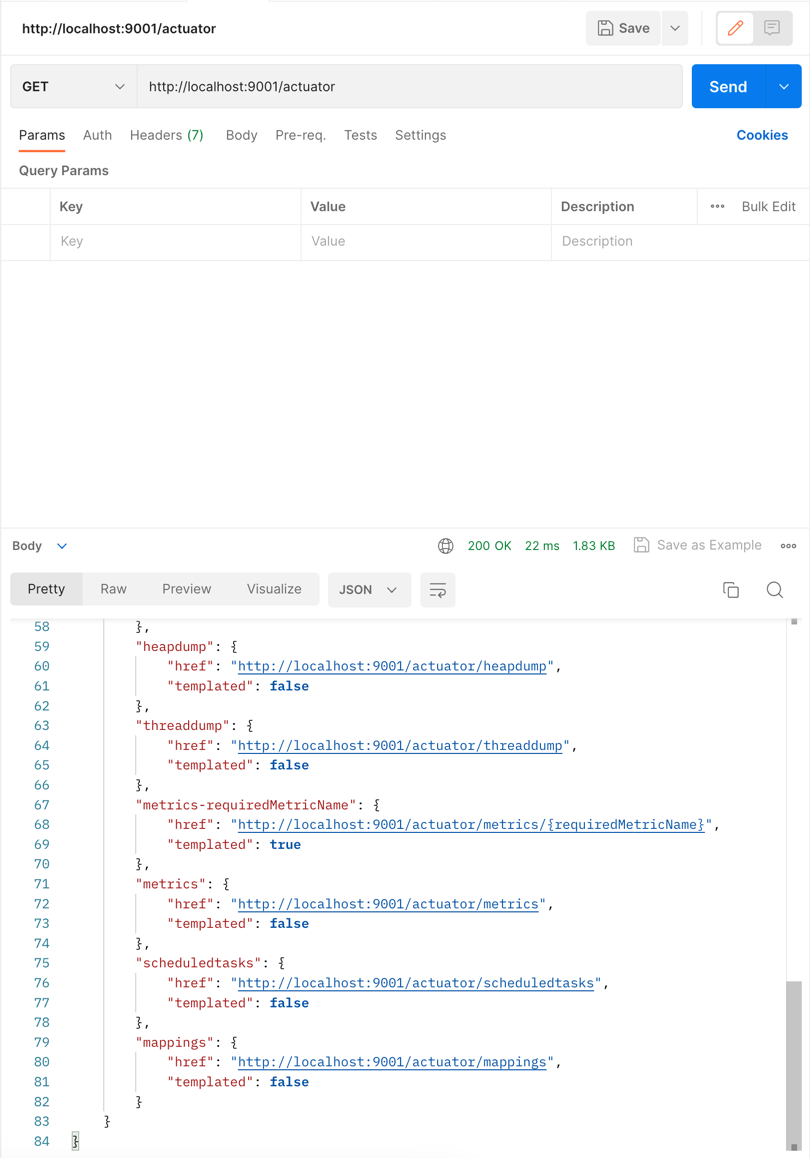 http://localhost:9001/actuator Save
GET http://localhost:9001/actuator Send
Params Auth Headers (7) Body Pre-req. Tests Settings Cookies
Query Params
Key Value Description Bulk Edit
Key Value Description
Body 200 OK 22 ms 1.83 KB Save as Example
Pretty Raw Preview Visualize JSON
58 },
59 "heapdump": {
60 "href": "http://localhost:9001/actuator/heapdump",
61 "templated": false
62 },
63 "threaddump": {
64 "href": "http://localhost:9001/actuator/threaddump",
65 "templated": false
66 },
67 "metrics-requiredMetricName": {
68 "href": "http://localhost:9001/actuator/metrics/{requiredMetricName}",
69 "templated": true
70 },
71 "metrics": {
72 "href": "http://localhost:9001/actuator/metrics",
73 "templated": false
74 },
75 "scheduledtasks": {
76 "href": "http://localhost:9001/actuator/scheduledtasks",
77 "templated": false
78 },
79 "mappings": {
80 "href": "http://localhost:9001/actuator/mappings",
81 "templated": false
82 }
83 }
84 }